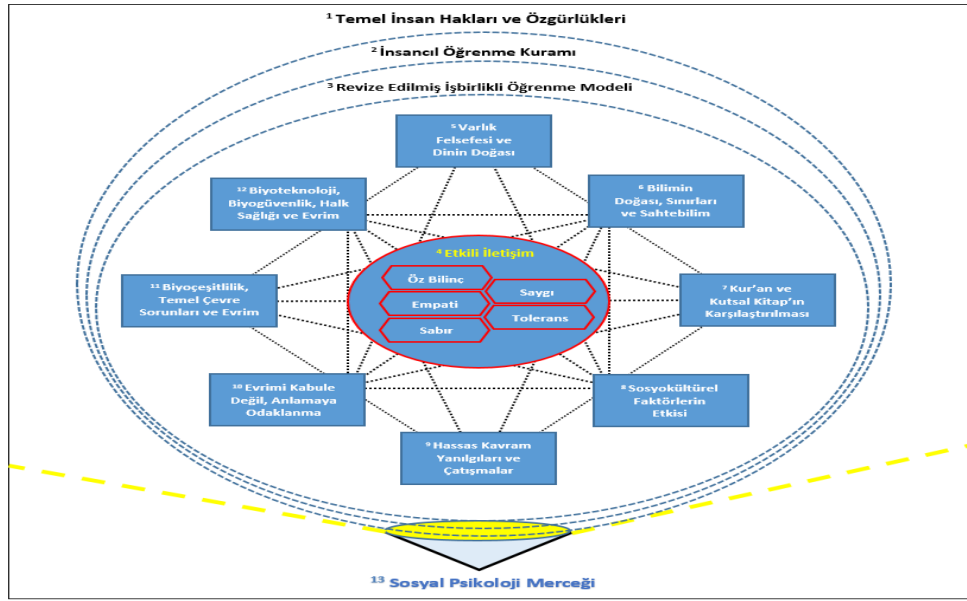 ¹ Temel İnsan Hakları ve Özgürlükleri
² İnsancıl Öğrenme Kuramı
³ Revize Edilmiş İşbirlikli Öğrenme Modeli
⁵ Varlık
Felsefesi ve
Dinin Doğası
¹² Biyoteknoloji,
Biyogüvenlik, Halk
Sağlığı ve Evrim
⁶ Bilimin
Doğası, Sınırları
ve Sahtebilim
⁴ Etkili İletişim
Öz Bilinç
Saygı
Empati
Tolerans
Sabır
¹¹ Biyoçeşitlilik,
Temel Çevre
Sorunları ve Evrim
⁷ Kur'an ve
Kutsal Kitap'ın
Karşılaştırılması
¹⁰ Evrimi Kabule
Değil, Anlamaya
Odaklanma
⁸ Sosyokültürel
Faktörlerin
Etkisi
⁹ Hassas Kavram
Yanılgıları ve
Çatışmalar
¹³ Sosyal Psikoloji Merceği